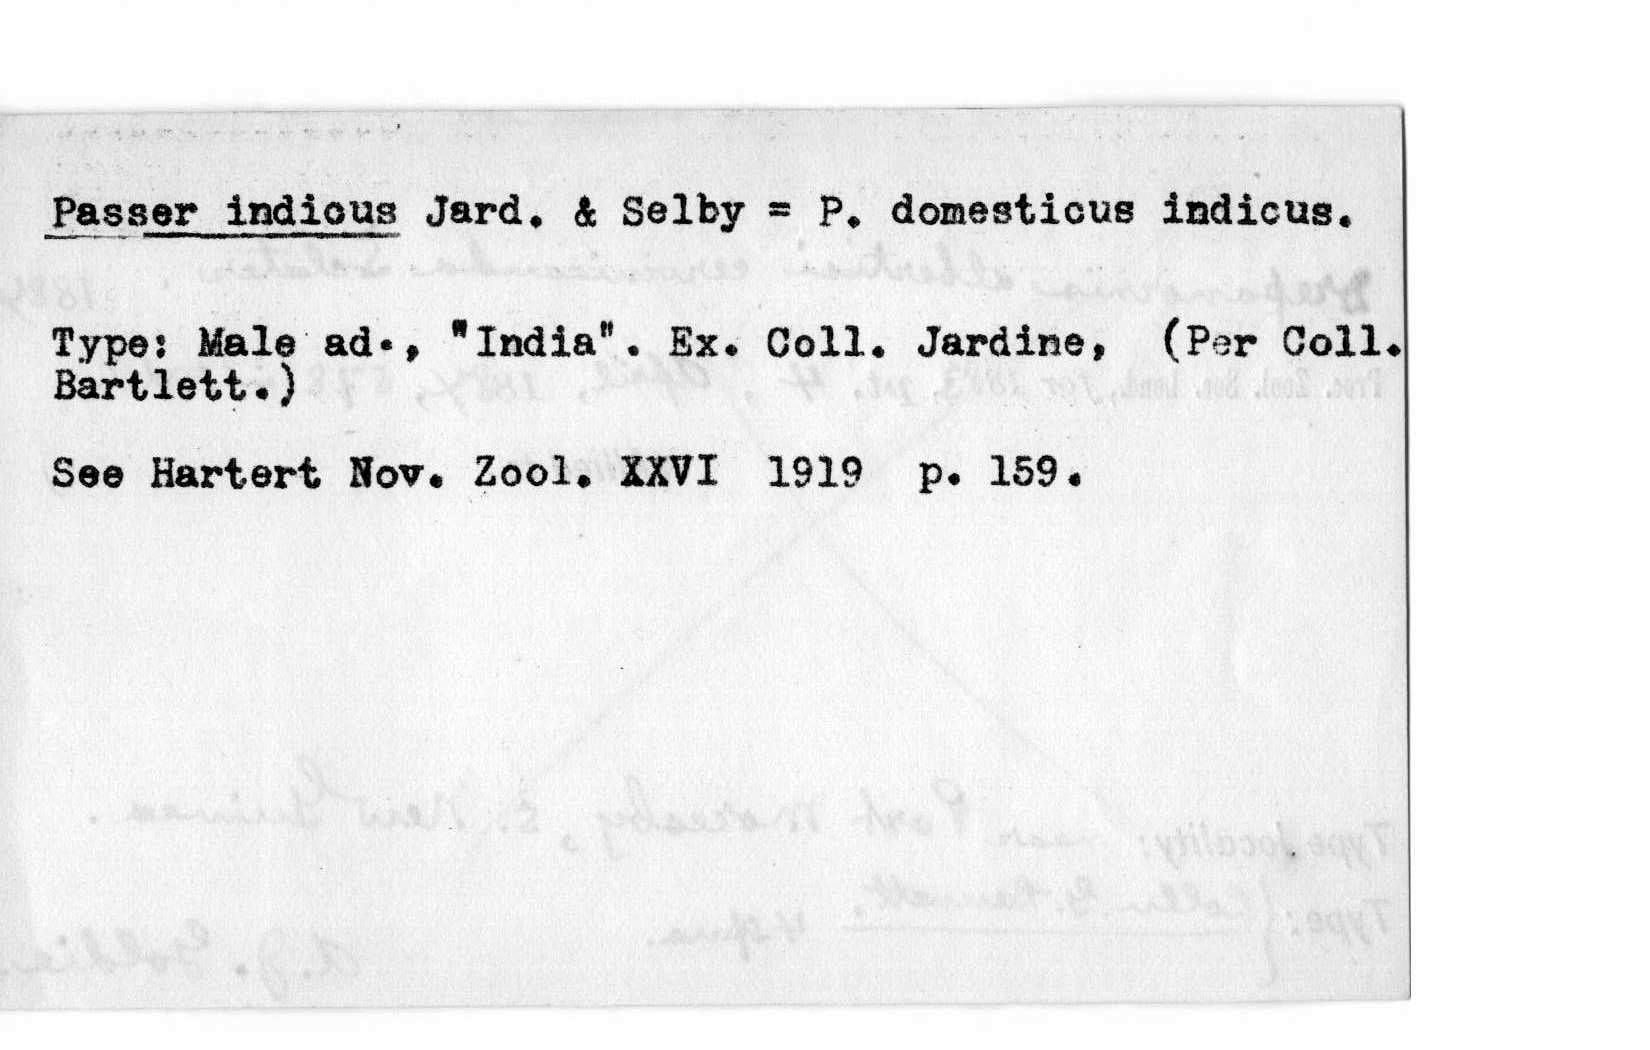 Passer indicus Jard. & Selby = P. domesticus indicus.
Type: Male ad., "India". Ex. Coll. Jardine, (Per Coll.
Bartlett.)
See Hartert Nov. Zool. XXVI 1919 p. 159.